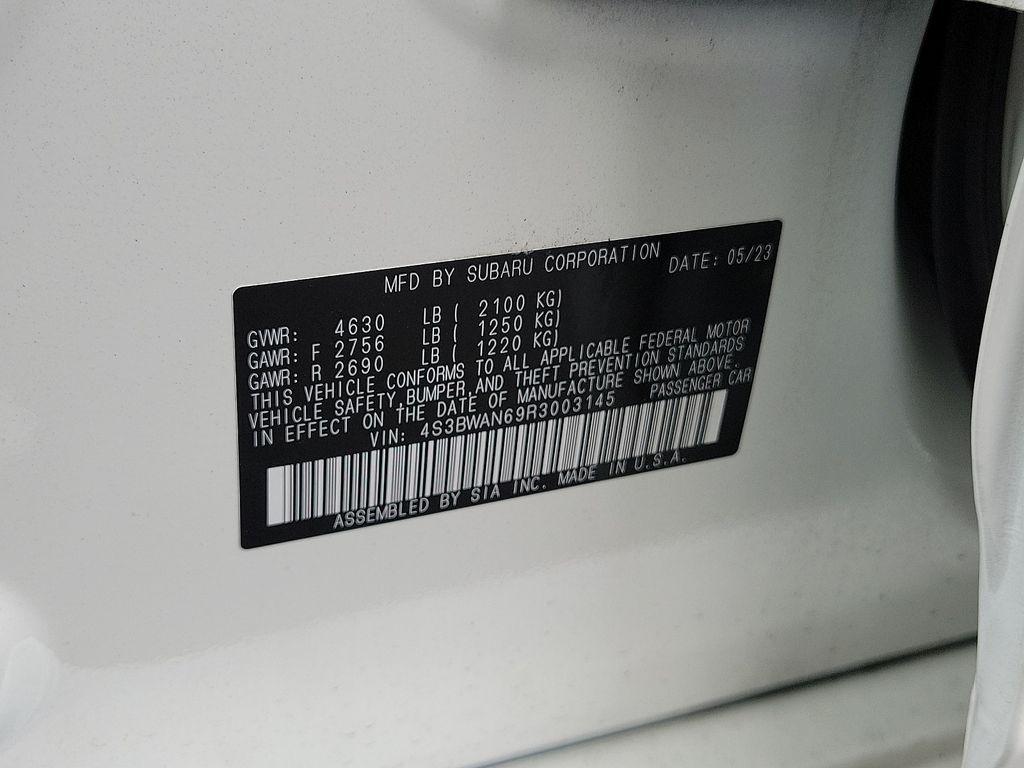 MFD BY SUBARU CORPORATION DATE: 05/23
GVWR: 4630 LB ( 2100 KG)
GAWR: F 2756 LB ( 1250 KG)
GAWR: R 2690 LB ( 1220 KG)
THIS VEHICLE CONFORMS TO ALL APPLICABLE FEDERAL MOTOR
VEHICLE SAFETY, BUMPER, AND THEFT PREVENTION STANDARDS
IN EFFECT ON THE DATE OF MANUFACTURE SHOWN ABOVE.
VIN: 4S3BWAN69R3003145 PASSENGER CAR
ASSEMBLED BY SIA INC. MADE IN U.S.A.